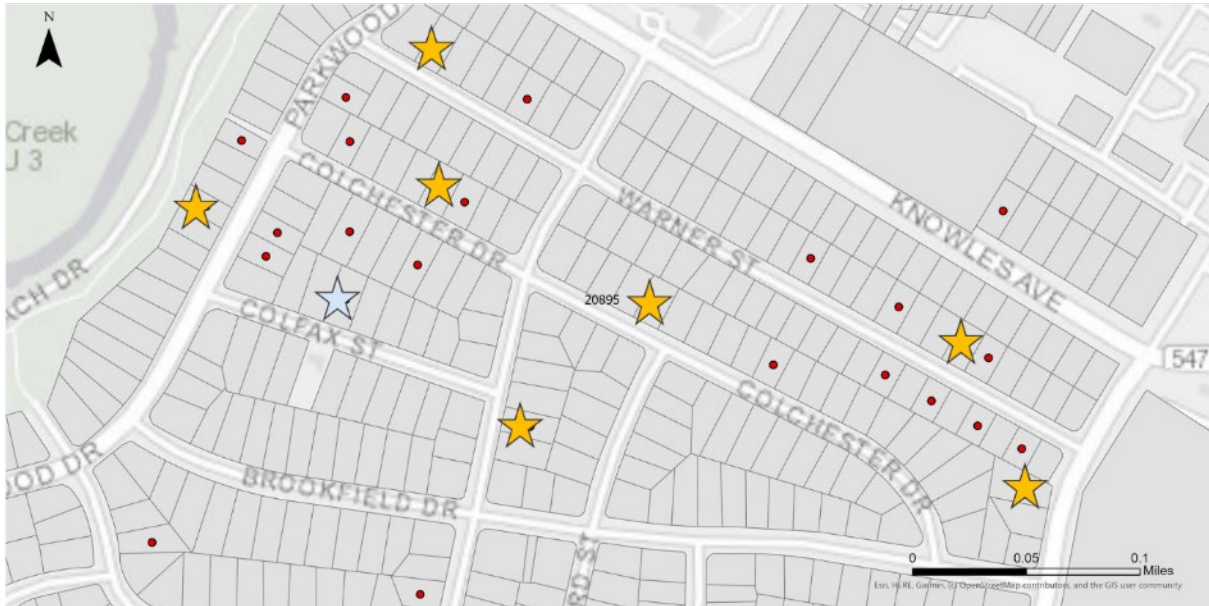 N
PARKWOOD
Creek
U 3
COLCHESTER DR
WARNER ST
KNOWLES AVE
20895
COLFAX ST
547
COLCHESTER DR
BROOKFIELD DR
OOD DR
ACH DR
RD ST
0 0.05 0.1
Miles
Esri, HERE, Garmin, (c) OpenStreetMap contributors, and the GIS user community